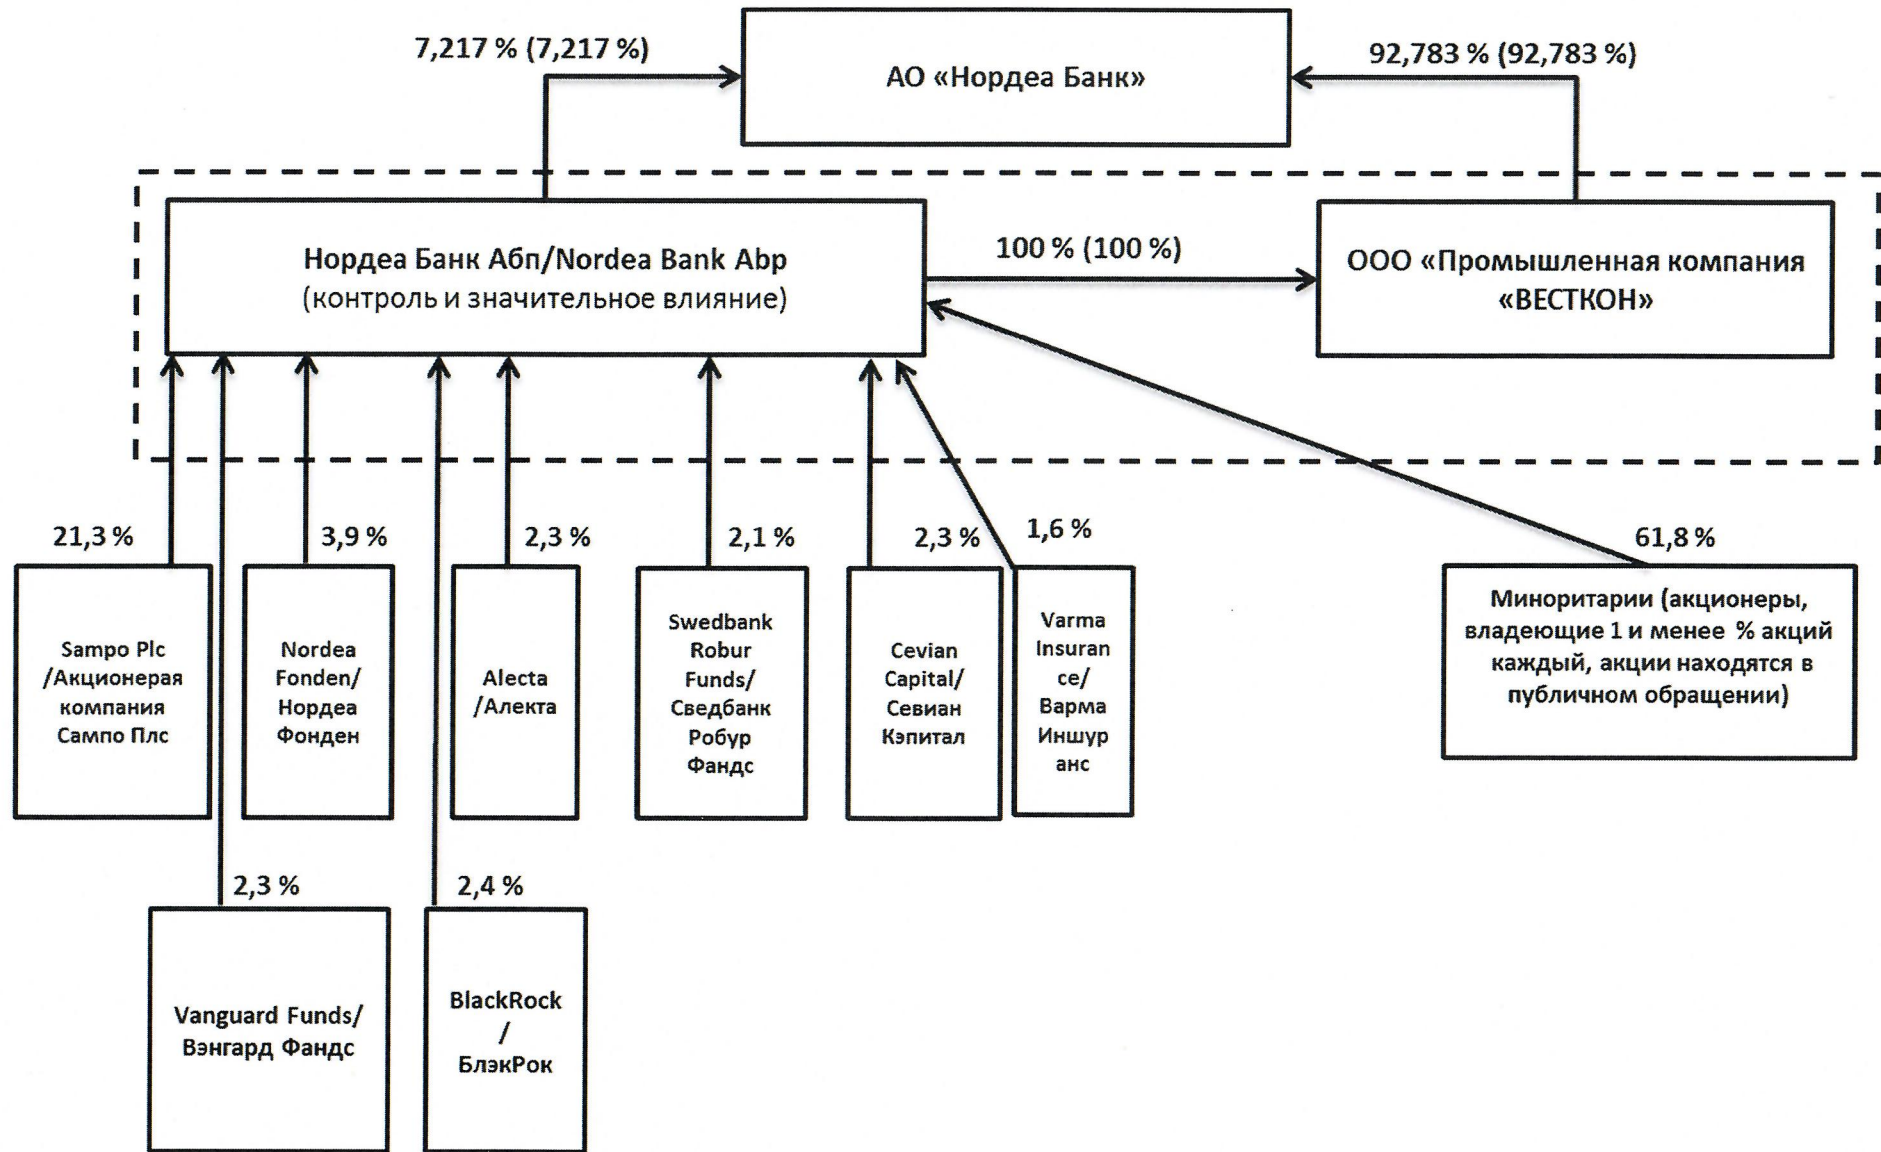 7,217 % (7,217 %)
АО «Нордеа Банк»
92,783 % (92,783 %)
Нордеа Банк Абп/Nordea Bank Abp
(контроль и значительное влияние)
100 % (100 %)
ООО «Промышленная компания
«ВЕСТКОН»
21,3 %
3,9 %
2,3 %
2,1 %
2,3 %
1,6 %
61,8 %
Sampo Plc
/Акционерая
компания
Сампо Плс
Nordea
Fonden/
Нордеа
Фонден
Alecta
/Алекта
Swedbank
Robur
Funds/
Сведбанк
Робур
Фандс
Cevian
Capital/
Севиан
Кэпитал
Varma
Insuran
ce/
Варма
Иншур
анс
Миноритарии (акционеры,
владеющие 1 и менее % акций
каждый, акции находятся в
публичном обращении)
2,3 %
2,4 %
Vanguard Funds/
Вэнгард Фандс
BlackRock
/
БлэкРок